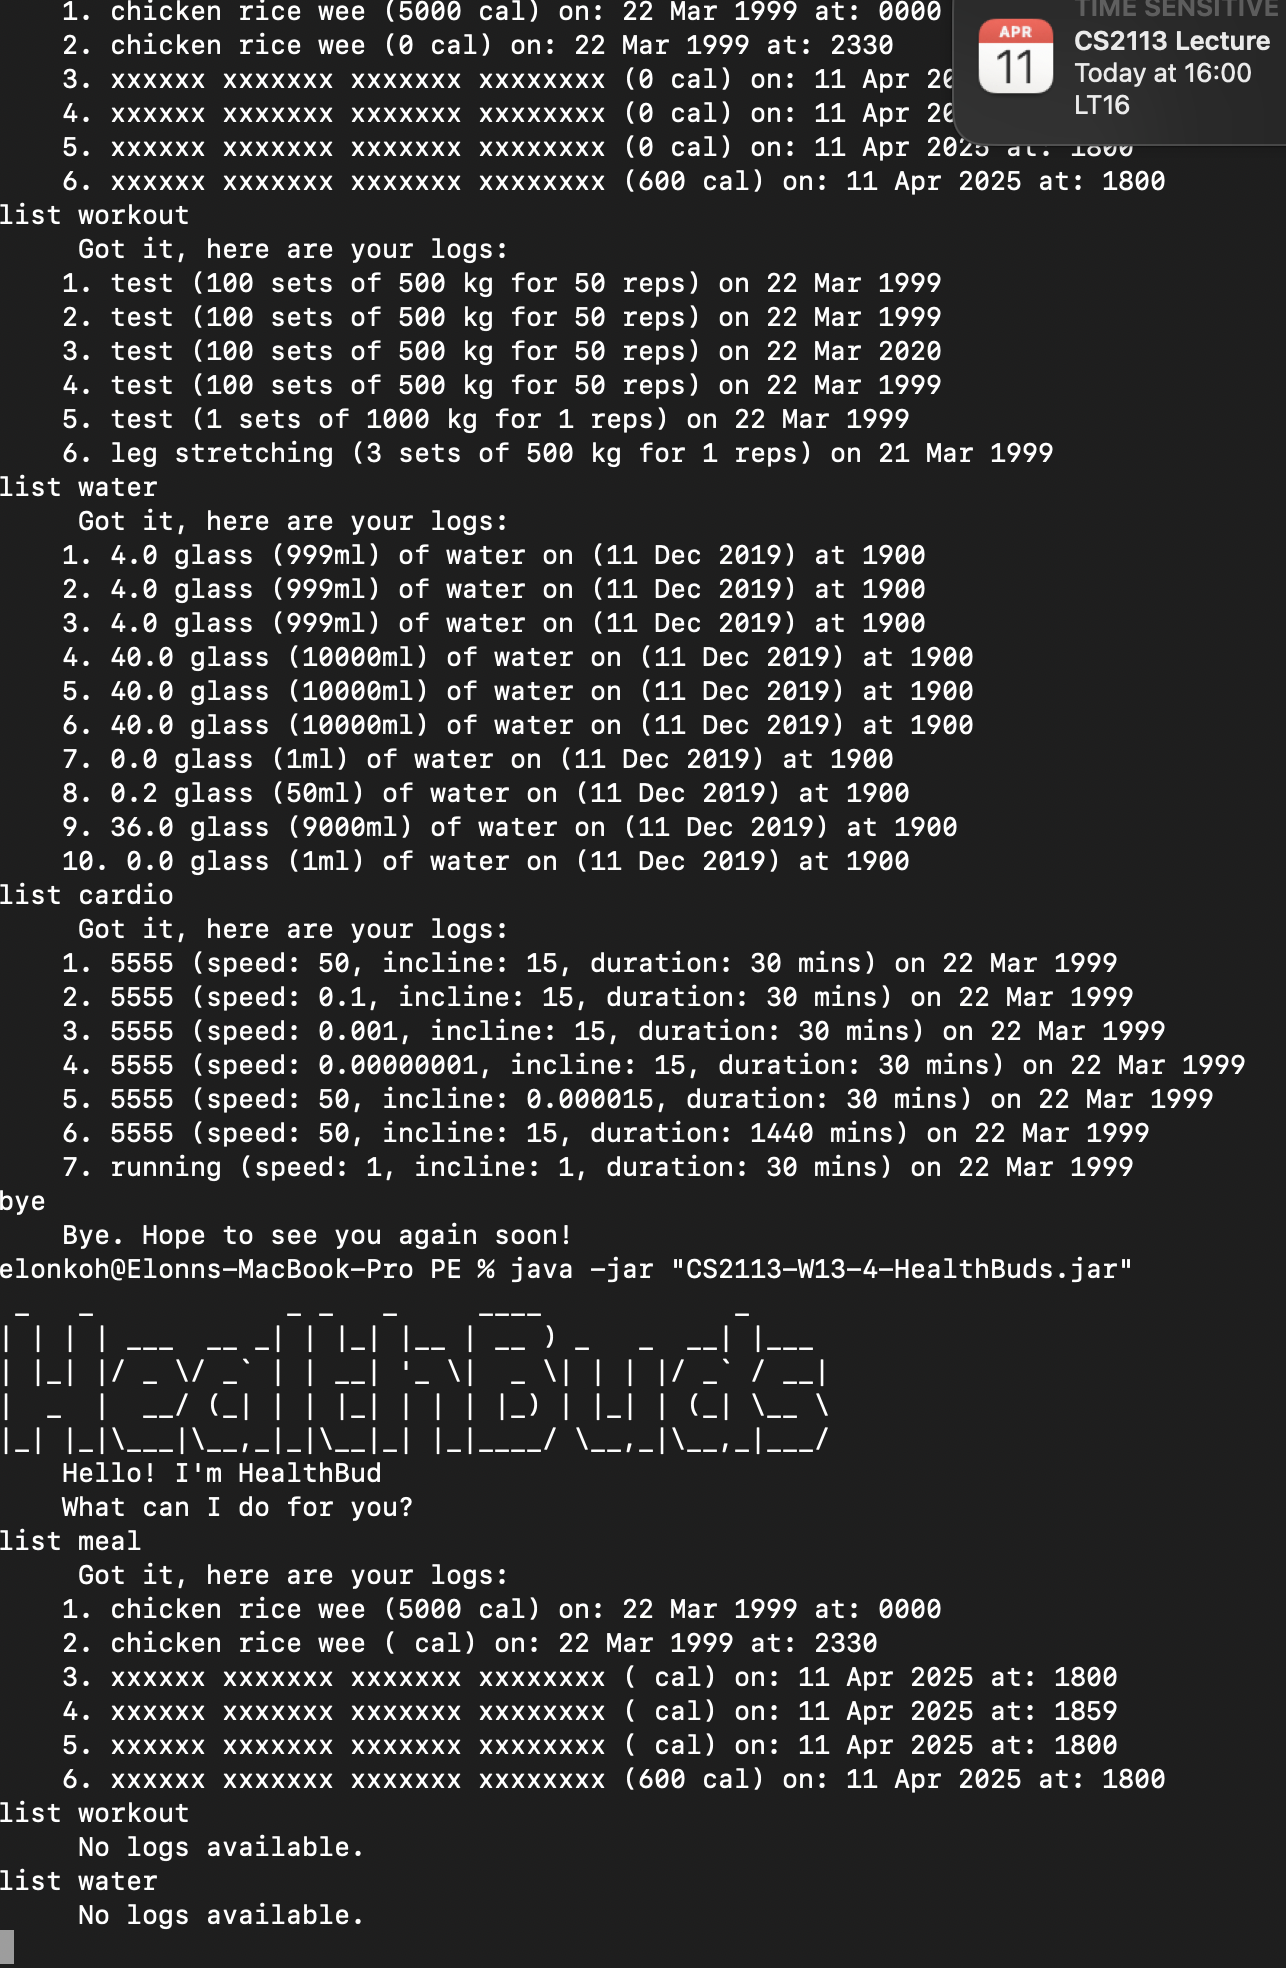 1. chicken rice wee (5000 cal) on: 22 Mar 1999 at: 0000
2. chicken rice wee (0 cal) on: 22 Mar 1999 at: 2330
3. xxxxxx xxxxxxx xxxxxxx xxxxxxxx (0 cal) on: 11 Apr 20
4. xxxxxx xxxxxxx xxxxxxx xxxxxxxx (0 cal) on: 11 Apr 20
5. xxxxxx xxxxxxx xxxxxxx xxxxxxxx (0 cal) on: 11 Apr 2025 at: 1800
6. xxxxxx xxxxxxx xxxxxxx xxxxxxxx (600 cal) on: 11 Apr 2025 at: 1800
TIME SENSITIVE
APR
11
CS2113 Lecture
Today at 16:00
LT16
list workout
Got it, here are your logs:
1. test (100 sets of 500 kg for 50 reps) on 22 Mar 1999
2. test (100 sets of 500 kg for 50 reps) on 22 Mar 1999
3. test (100 sets of 500 kg for 50 reps) on 22 Mar 2020
4. test (100 sets of 500 kg for 50 reps) on 22 Mar 1999
5. test (1 sets of 1000 kg for 1 reps) on 22 Mar 1999
6. leg stretching (3 sets of 500 kg for 1 reps) on 21 Mar 1999
list water
Got it, here are your logs:
1. 4.0 glass (999ml) of water on (11 Dec 2019) at 1900
2. 4.0 glass (999ml) of water on (11 Dec 2019) at 1900
3. 4.0 glass (999ml) of water on (11 Dec 2019) at 1900
4. 40.0 glass (10000ml) of water on (11 Dec 2019) at 1900
5. 40.0 glass (10000ml) of water on (11 Dec 2019) at 1900
6. 40.0 glass (10000ml) of water on (11 Dec 2019) at 1900
7. 0.0 glass (1ml) of water on (11 Dec 2019) at 1900
8. 0.2 glass (50ml) of water on (11 Dec 2019) at 1900
9. 36.0 glass (9000ml) of water on (11 Dec 2019) at 1900
10. 0.0 glass (1ml) of water on (11 Dec 2019) at 1900
list cardio
Got it, here are your logs:
1. 5555 (speed: 50, incline: 15, duration: 30 mins) on 22 Mar 1999
2. 5555 (speed: 0.1, incline: 15, duration: 30 mins) on 22 Mar 1999
3. 5555 (speed: 0.001, incline: 15, duration: 30 mins) on 22 Mar 1999
4. 5555 (speed: 0.00000001, incline: 15, duration: 30 mins) on 22 Mar 1999
5. 5555 (speed: 50, incline: 0.000015, duration: 30 mins) on 22 Mar 1999
6. 5555 (speed: 50, incline: 15, duration: 1440 mins) on 22 Mar 1999
7. running (speed: 1, incline: 1, duration: 30 mins) on 22 Mar 1999
bye
Bye. Hope to see you again soon!
elonkoh@Elonns-MacBook-Pro PE % java -jar "CS2113-W13-4-HealthBuds.jar"
HealthBuds
Hello! I'm HealthBud
What can I do for you?
list meal
Got it, here are your logs:
1. chicken rice wee (5000 cal) on: 22 Mar 1999 at: 0000
2. chicken rice wee ( cal) on: 22 Mar 1999 at: 2330
3. xxxxxx xxxxxxx xxxxxxx xxxxxxxx ( cal) on: 11 Apr 2025 at: 1800
4. xxxxxx xxxxxxx xxxxxxx xxxxxxxx ( cal) on: 11 Apr 2025 at: 1859
5. xxxxxx xxxxxxx xxxxxxx xxxxxxxx ( cal) on: 11 Apr 2025 at: 1800
6. xxxxxx xxxxxxx xxxxxxx xxxxxxxx (600 cal) on: 11 Apr 2025 at: 1800
list workout
No logs available.
list water
No logs available.